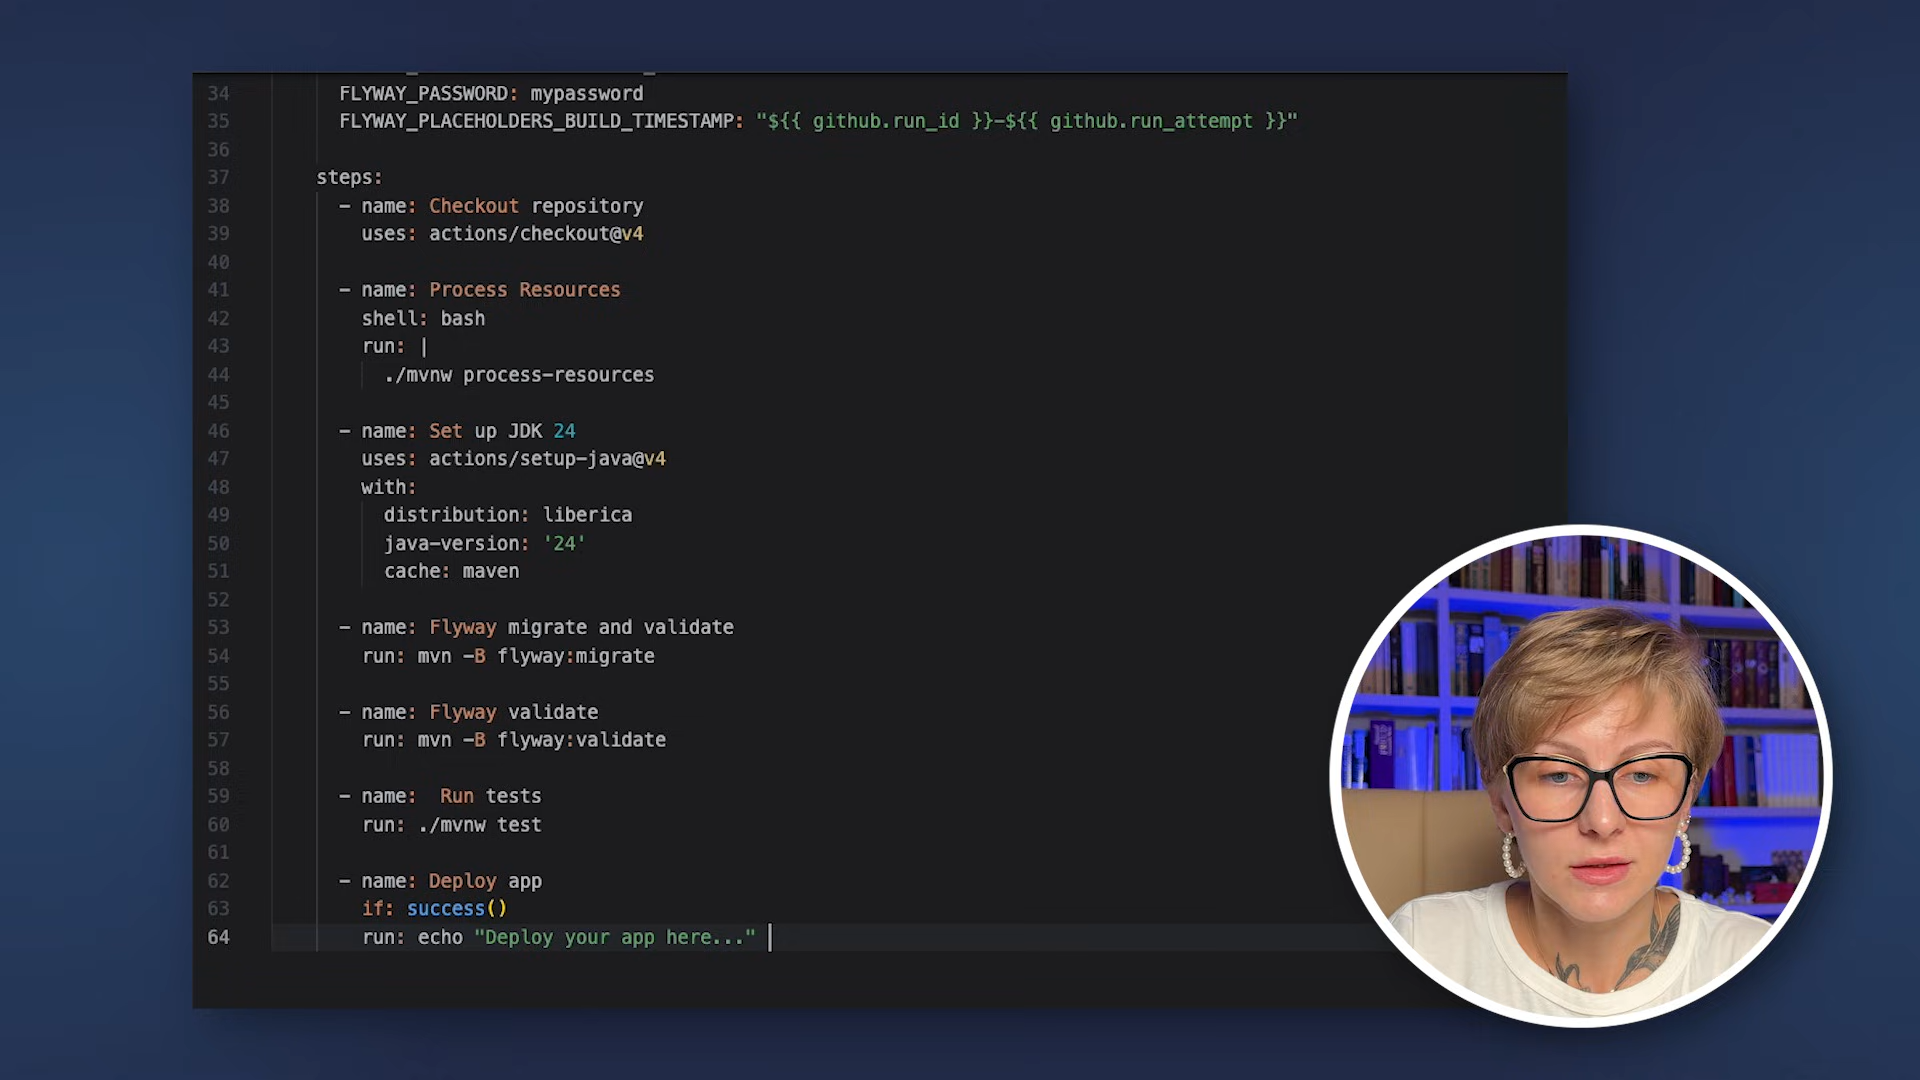 34 FLYWAY_PASSWORD: mypassword
35 FLYWAY_PLACEHOLDERS_BUILD_TIMESTAMP: "${{ github.run_id }}-${{ github.run_attempt }}"
36
37 steps:
38 - name: Checkout repository
39 uses: actions/checkout@v4
40
41 - name: Process Resources
42 shell: bash
43 run: |
44 ./mvnw process-resources
45
46 - name: Set up JDK 24
47 uses: actions/setup-java@v4
48 with:
49 distribution: liberica
50 java-version: '24'
51 cache: maven
52
53 - name: Flyway migrate and validate
54 run: mvn -B flyway:migrate
55
56 - name: Flyway validate
57 run: mvn -B flyway:validate
58
59 - name:  Run tests
60 run: ./mvnw test
61
62 - name: Deploy app
63 if: success()
64 run: echo "Deploy your app here..."